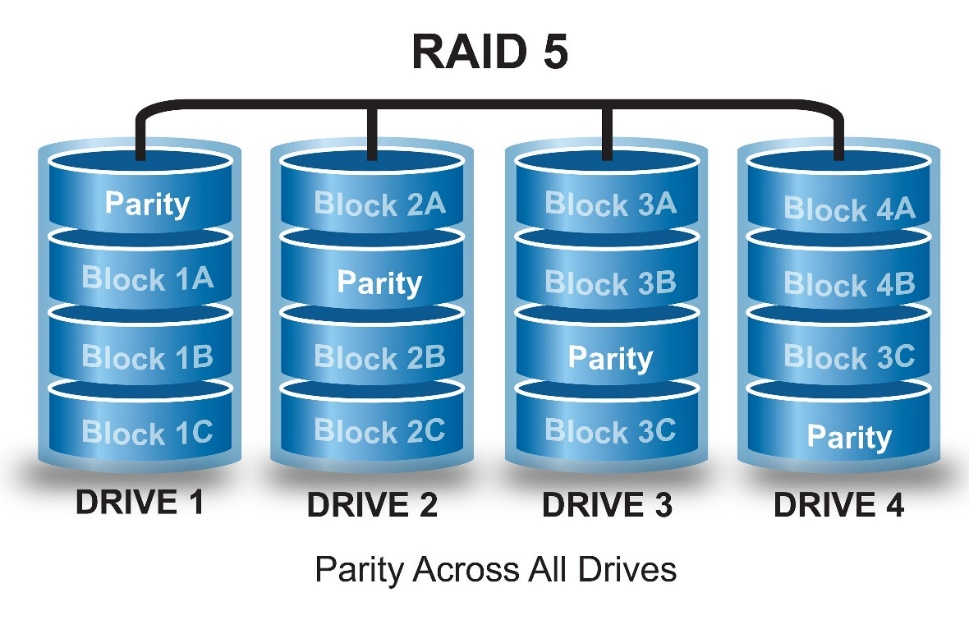 RAID 5
Parity Block 2A Block 3A Block 4A
Block 1A Parity Block 3B Block 4B
Block 1B Block 2B Parity Block 3C
Block 1C Block 2C Block 3C Parity
DRIVE 1 DRIVE 2 DRIVE 3 DRIVE 4
Parity Across All Drives